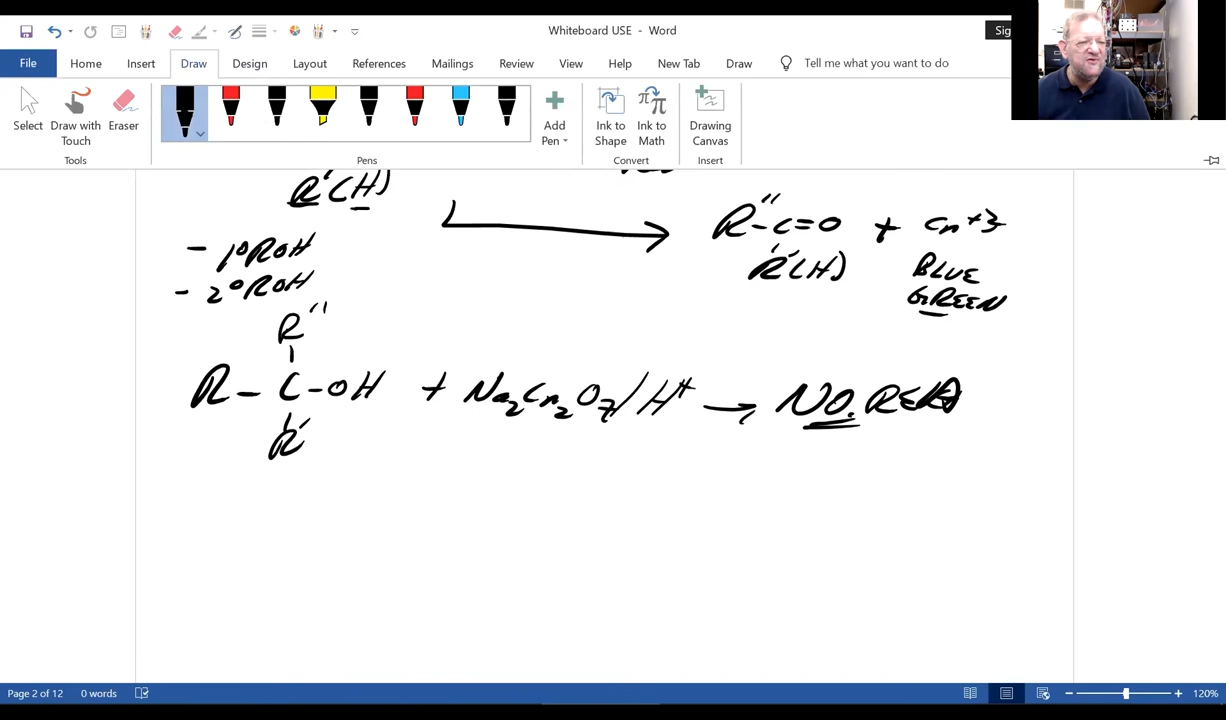 Whiteboard USE - Word
Sig
File Home Insert Draw Design Layout References Mailings Review View Help New Tab Draw Tell me what you want to do
Select Draw with Touch Eraser Add Pen Ink to Shape Ink to Math Drawing Canvas
Tools Pens Convert Insert
R'(H)
R''-C=O + Cr+3
R'(H) BLUE
GREEN
- 1°ROH
- 2°ROH
R''
R-C-OH + Na2Cr2O7/H+ → NO.
R'
Page 2 of 12 0 words 120%